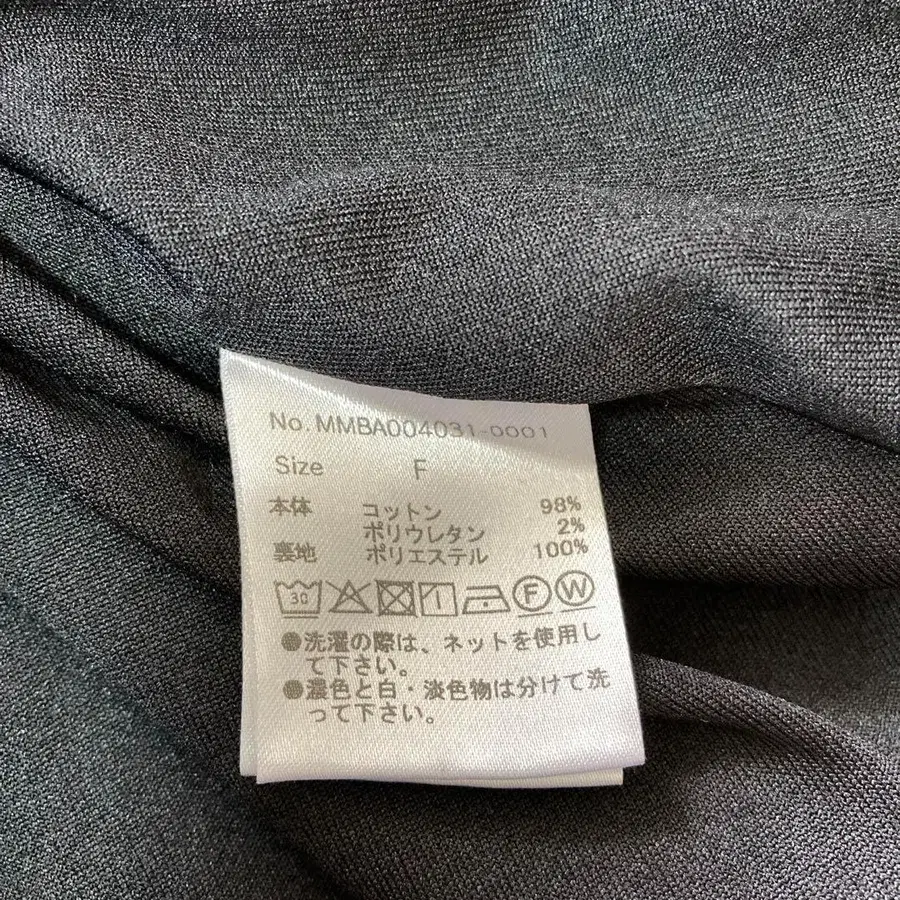 No. MMBA004031-0001
Size F
本体 コットン 98%
ポリウレタン 2%
裏地 ポリエステル 100%
30 F W
●洗濯の際は、ネットを使用し
て下さい。
●濃色と白・淡色物は分けて洗
って下さい。